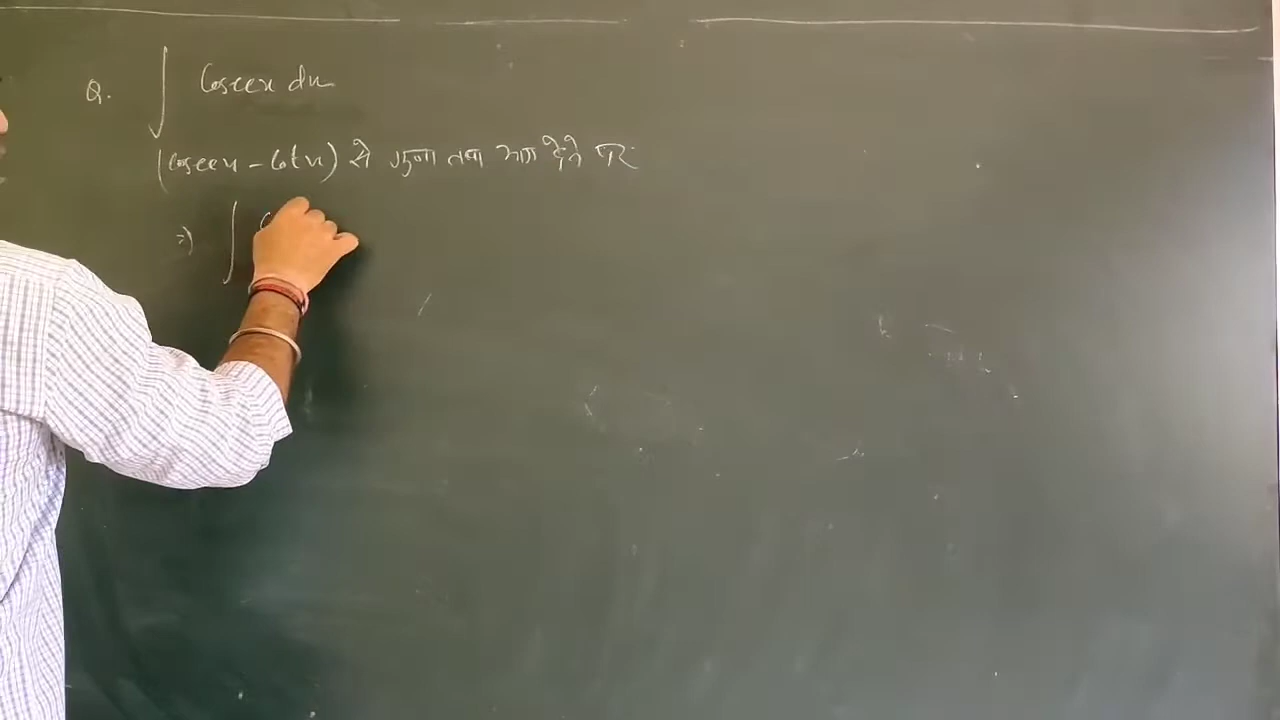 Q. ∫ Cosecx dx
(Cosecx - Cotx) से गुणा तथा भाग देने पर
⇒ ∫ C